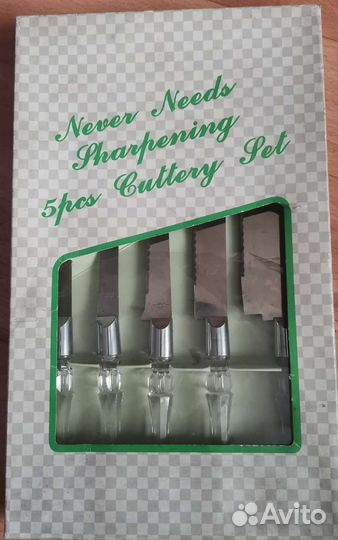 Never Needs
Sharpening
5pcs Cuttery Set
Avito